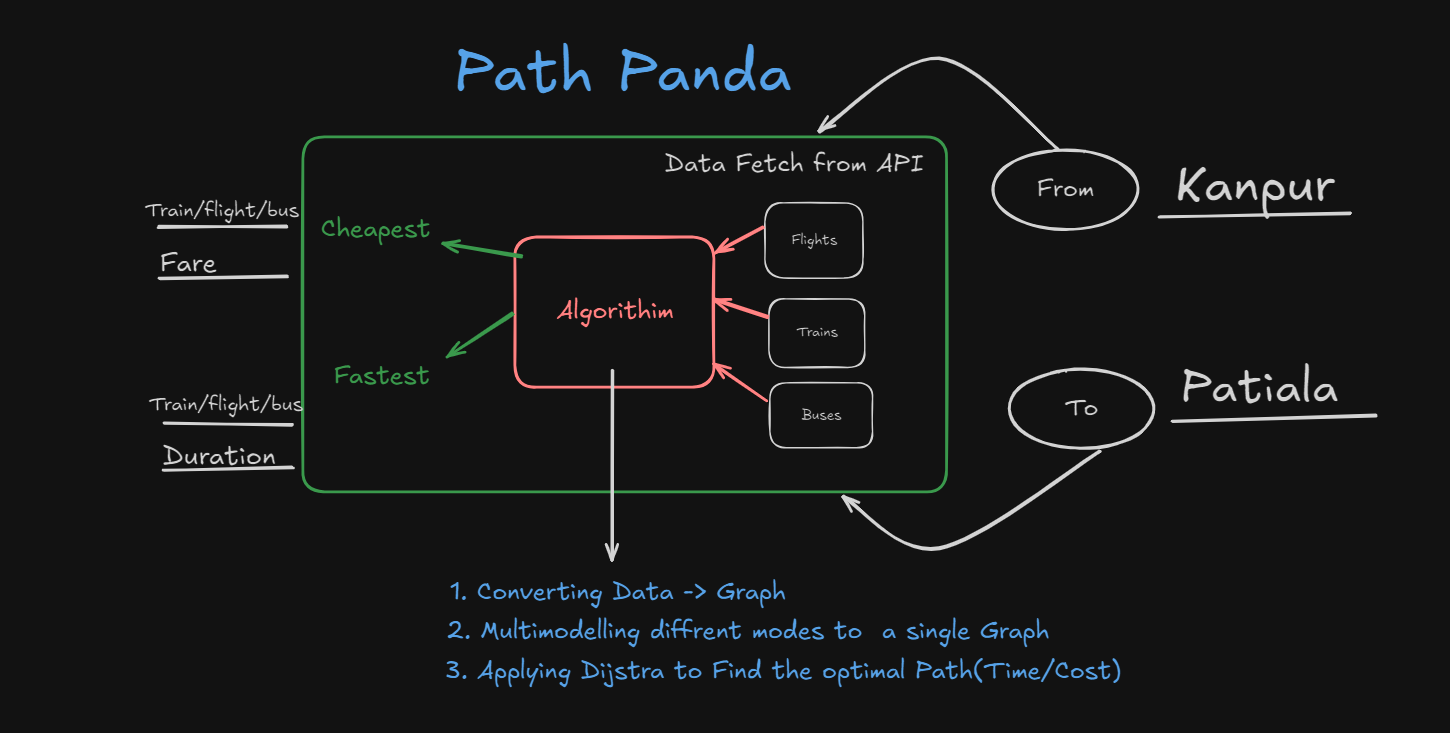 Path Panda
Data Fetch from API
From
Kanpur
Train/flight/bus
Fare
Cheapest
Flights
Algorithim
Trains
Fastest
Train/flight/bus
Duration
Buses
To
Patiala
1. Converting Data -> Graph
2. Multimodelling diffrent modes to a single Graph
3. Applying Dijstra to Find the optimal Path(Time/Cost)